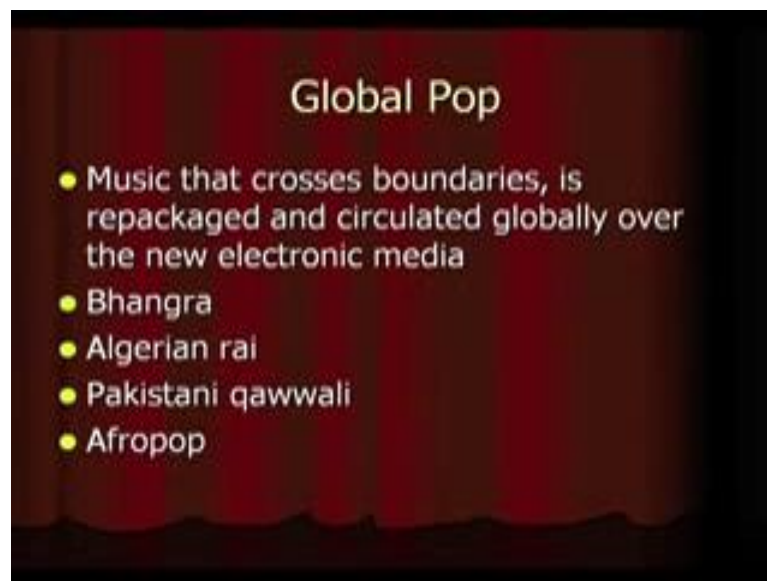 Global Pop
Music that crosses boundaries, is
repackaged and circulated globally over
the new electronic media
Bhangra
Algerian rai
Pakistani qawwali
Afropop